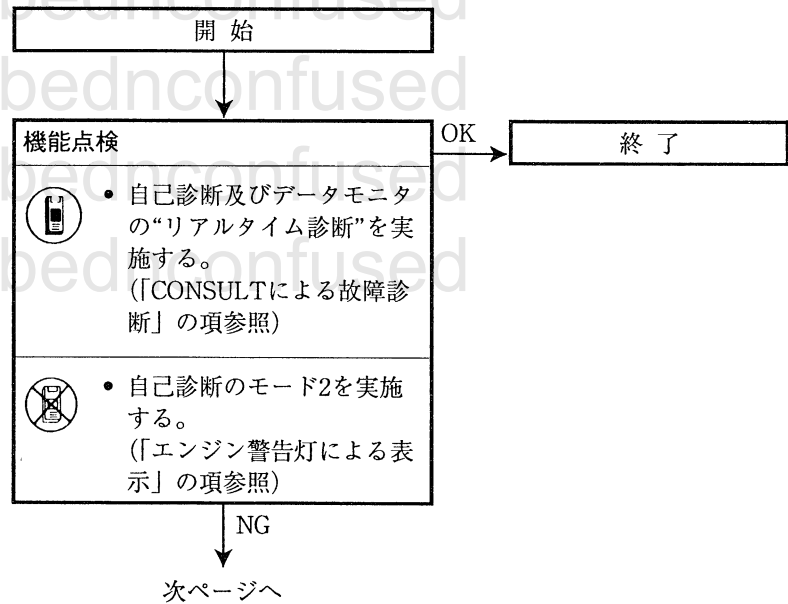 bednconfused
開 始
bednconfused
機能点検
OK
終 了
bednconfused
• 自己診断及びデータモニタ
の“リアルタイム診断”を実
施する。
bednconfused
(「CONSULTによる故障診
断」の項参照)
• 自己診断のモード2を実施
する。
(「エンジン警告灯による表
示」の項参照)
NG
次ページへ